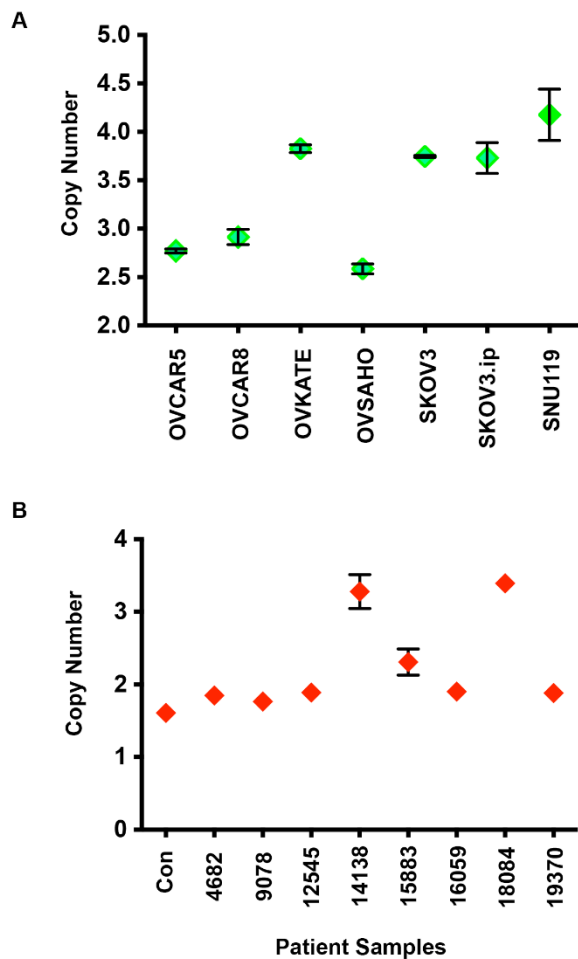 A
Copy Number
5.0
4.5
4.0
3.5
3.0
2.5
2.0
OVCAR5
OVCAR8
OVKATE
OVSAHO
SKOV3
SKOV3.ip
SNU119
B
Copy Number
4
3
2
1
0
Con
4682
9078
12545
14138
15883
16059
18084
19370
Patient Samples